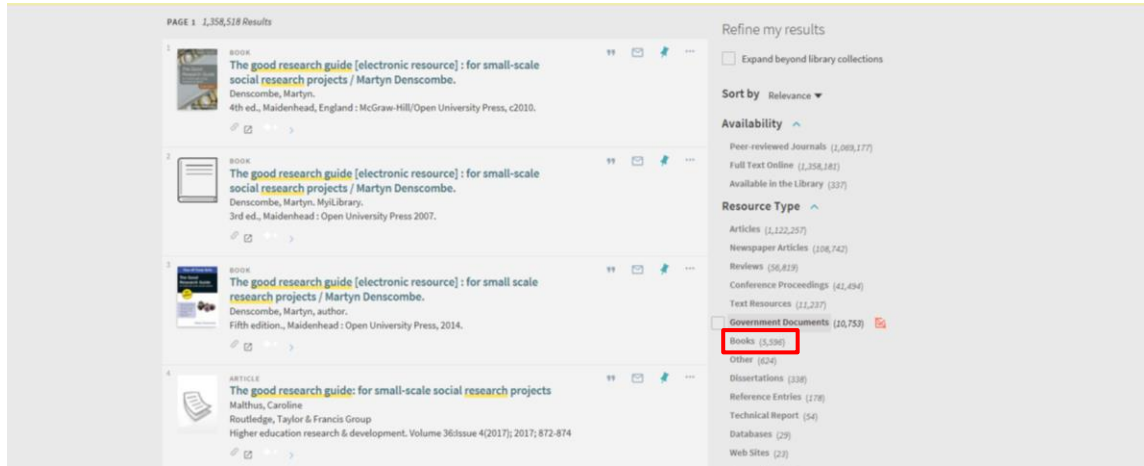 PAGE 1 1,358,518 Results
1
BOOK
The good research guide [electronic resource] : for small-scale
social research projects / Martyn Denscombe.
Denscombe, Martyn.
4th ed., Maidenhead, England : McGraw-Hill/Open University Press, c2010.
2
BOOK
The good research guide [electronic resource] : for small-scale
social research projects / Martyn Denscombe.
Denscombe, Martyn. MyiLibrary.
3rd ed., Maidenhead : Open University Press 2007.
3
BOOK
The good research guide [electronic resource] : for small scale
research projects / Martyn Denscombe.
Denscombe, Martyn, author.
Fifth edition., Maidenhead : Open University Press, 2014.
4
ARTICLE
The good research guide: for small-scale social research projects
Malthus, Caroline
Routledge, Taylor & Francis Group
Higher education research & development. Volume 36:Issue 4(2017); 2017; 872-874
Refine my results
Expand beyond library collections
Sort by Relevance
Availability
Peer-reviewed Journals (1,069,177)
Full Text Online (1,358,181)
Available in the Library (337)
Resource Type
Articles (1,122,257)
Newspaper Articles (108,742)
Reviews (56,819)
Conference Proceedings (41,494)
Text Resources (11,237)
Government Documents (10,753)
Books (5,596)
Other (624)
Dissertations (338)
Reference Entries (178)
Technical Report (54)
Databases (29)
Web Sites (23)